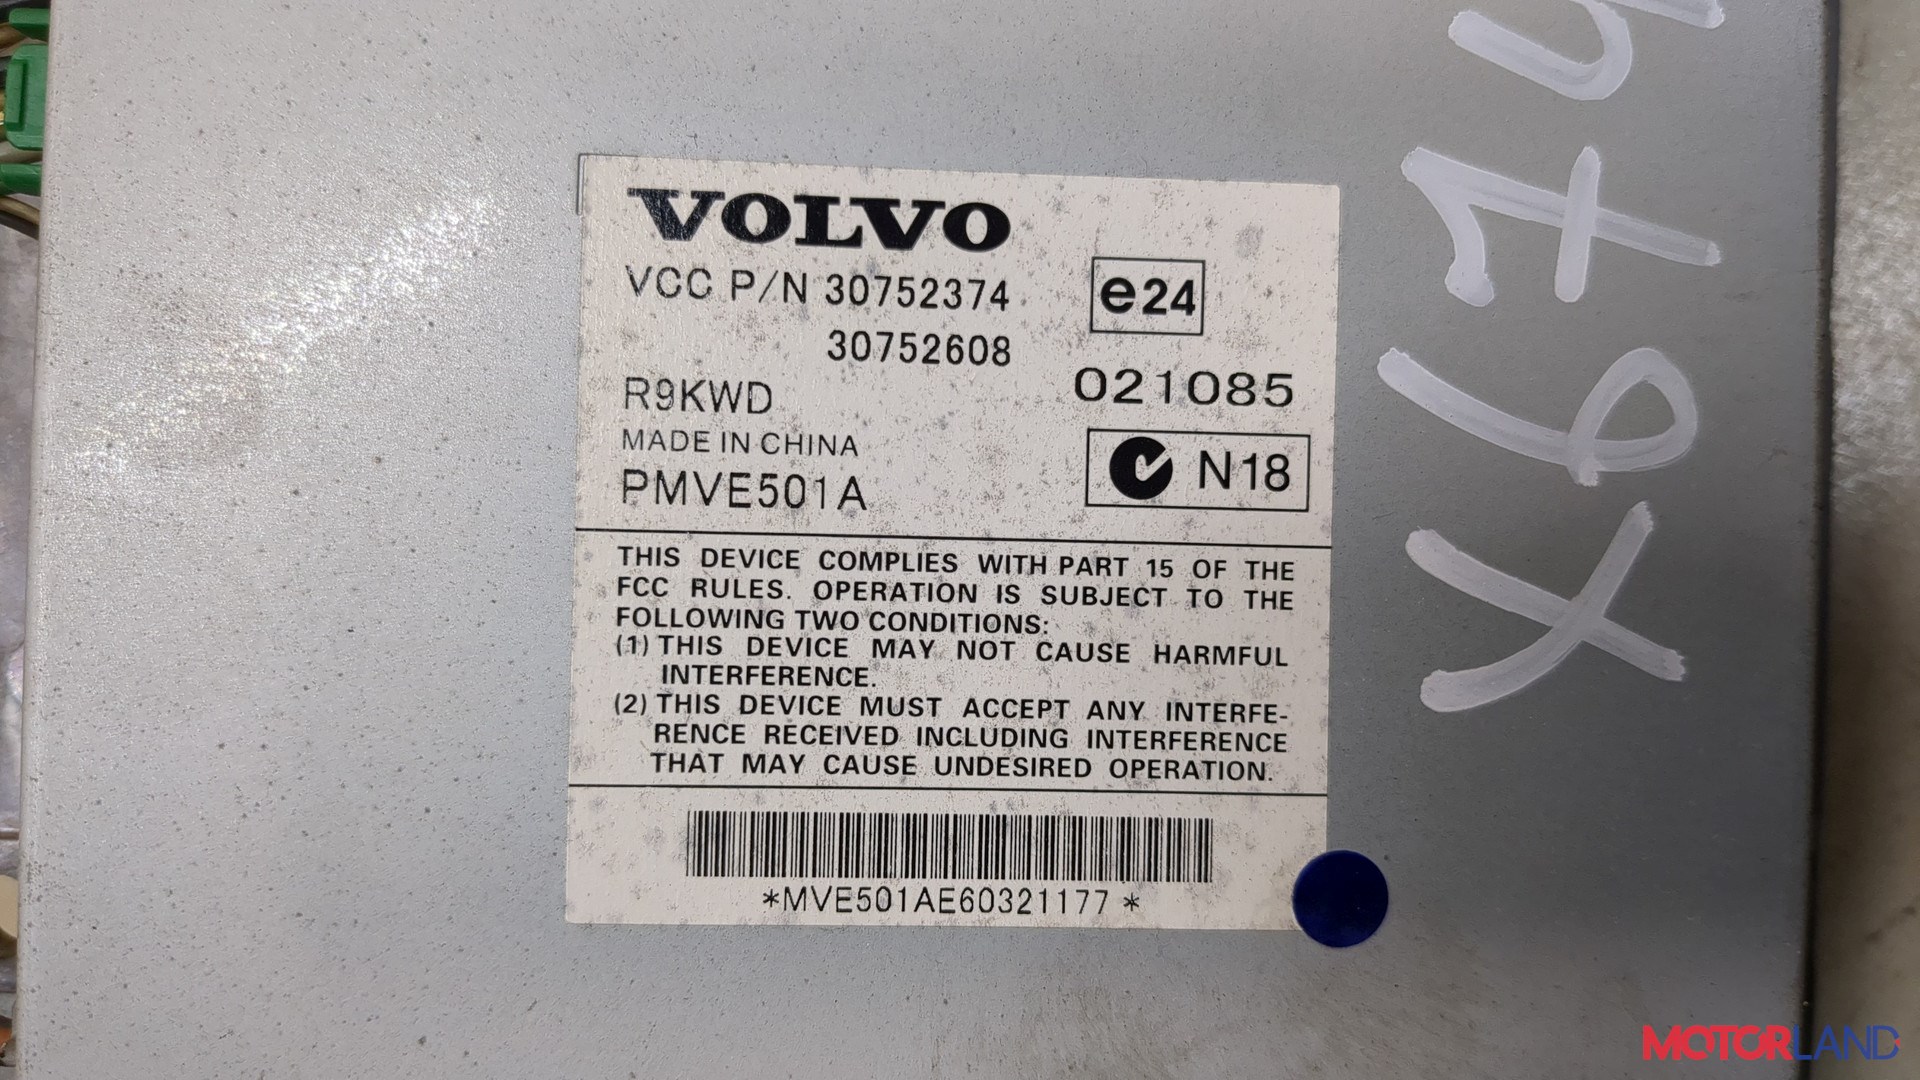 VOLVO
VCC P/N 30752374
30752608
e24
R9KWD
021085
MADE IN CHINA
PMVE501A
N18
THIS DEVICE COMPLIES WITH PART 15 OF THE
FCC RULES. OPERATION IS SUBJECT TO THE
FOLLOWING TWO CONDITIONS:
(1) THIS DEVICE MAY NOT CAUSE HARMFUL
INTERFERENCE.
(2) THIS DEVICE MUST ACCEPT ANY INTERFE-
RENCE RECEIVED INCLUDING INTERFERENCE
THAT MAY CAUSE UNDESIRED OPERATION.
*MVE501AE60321177 *
MOTORLAND